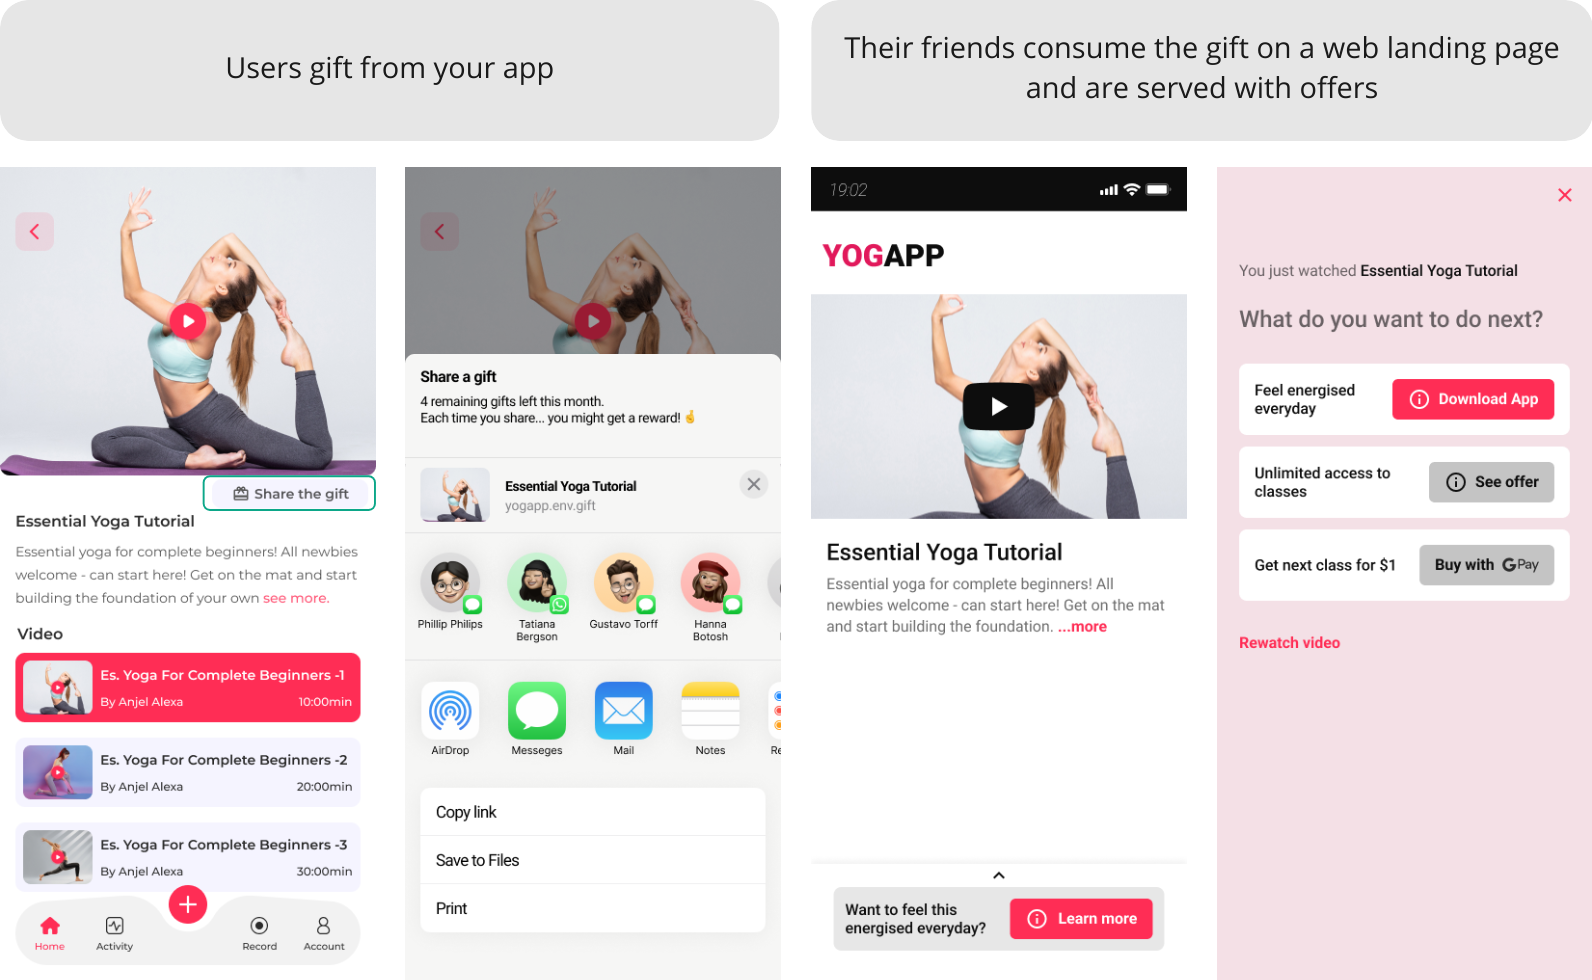 Users gift from your app
Their friends consume the gift on a web landing page
and are served with offers
Share the gift
Essential Yoga Tutorial
Essential yoga for complete beginners! All newbies
welcome - can start here! Get on the mat and start
building the foundation of your own see more.
Video
Es. Yoga For Complete Beginners -1
By Anjel Alexa 10:00min
Es. Yoga For Complete Beginners -2
By Anjel Alexa 20:00min
Es. Yoga For Complete Beginners -3
By Anjel Alexa 30:00min
Home Activity Record Account
Share a gift
4 remaining gifts left this month.
Each time you share... you might get a reward!
Essential Yoga Tutorial
yogapp.env.gift
Phillip Philips Tatiana Gustavo Torff Hanna
Bergson Botosh
AirDrop Messeges Mail Notes Re
Copy link
Save to Files
Print
19:02
YOGAPP
Essential Yoga Tutorial
Essential yoga for complete beginners! All
newbies welcome - can start here! Get on the mat
and start building the foundation. ...more
Want to feel this
energised everyday?
Learn more
You just watched Essential Yoga Tutorial
What do you want to do next?
Feel energised
everyday
Download App
Unlimited access to
classes
See offer
Get next class for $1
Buy with G Pay
Rewatch video